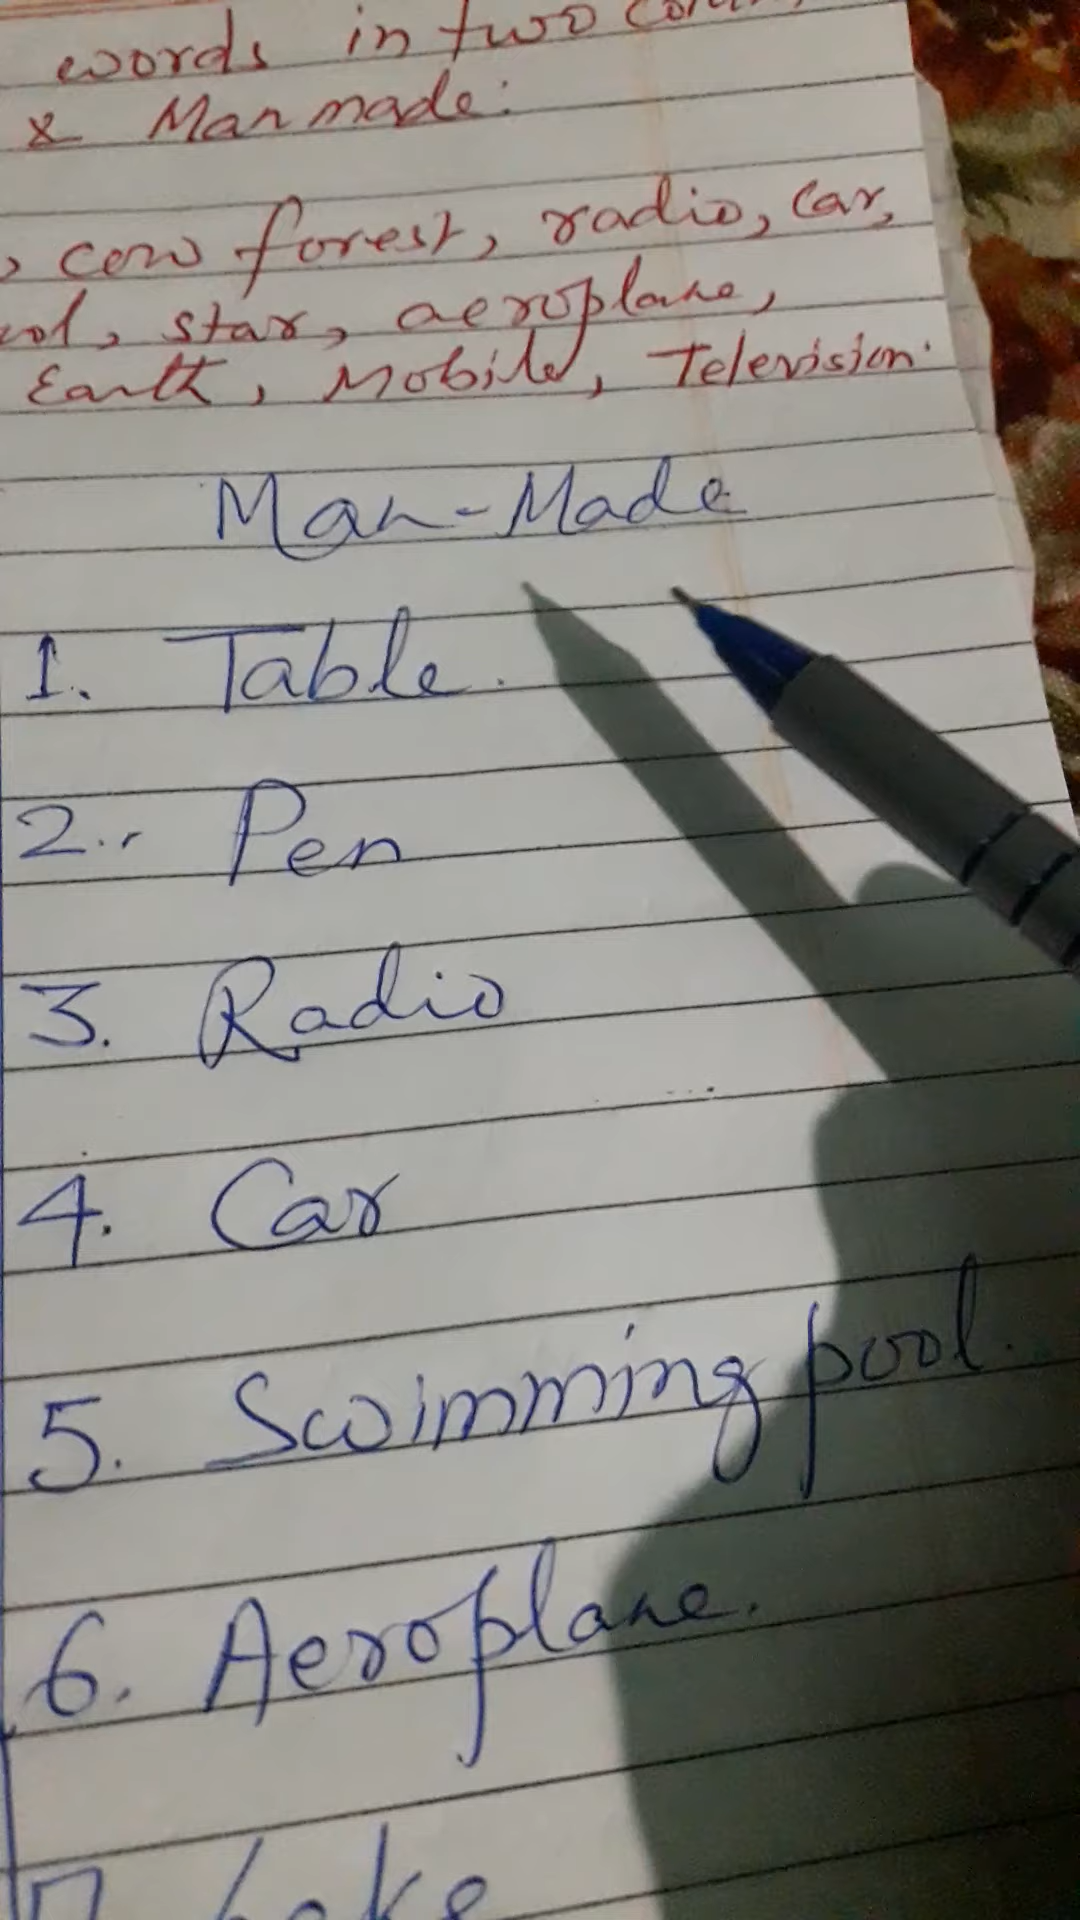 words in two
& Man made:
, cow forest, radio, car,
star, aeroplane,
Earth, Mobile, Television.
Man-Made
1. Table.
2. Pen
3. Radio
4. Car
5. Swimming pool.
6. Aeroplane.